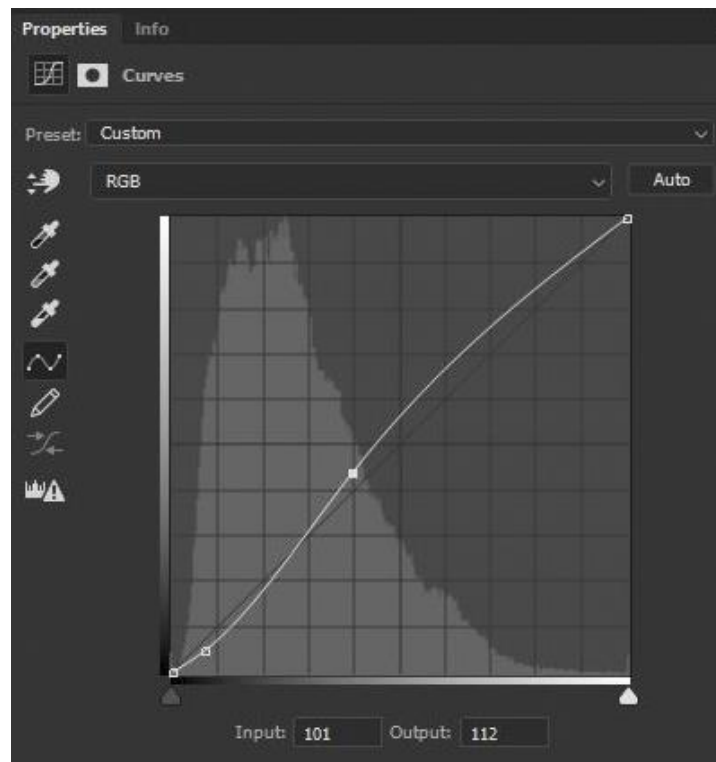 Properties Info
Curves
Preset: Custom
RGB Auto
Input: 101 Output: 112